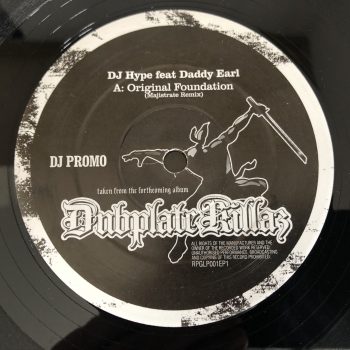 DJ Hype feat Daddy Earl
A: Original Foundation
(Majistrate Remix)
DJ PROMO
taken from the forthcoming album
Dubplate Killaz
ALL RIGHTS OF THE MANUFACTURER AND THE
OWNER OF THE RECORDED WORK RESERVED.
UNAUTHORISED PERFORMANCE, BROADCASTING
AND COPYING OF THIS RECORD PROHIBITED.
RPGLP001EP1